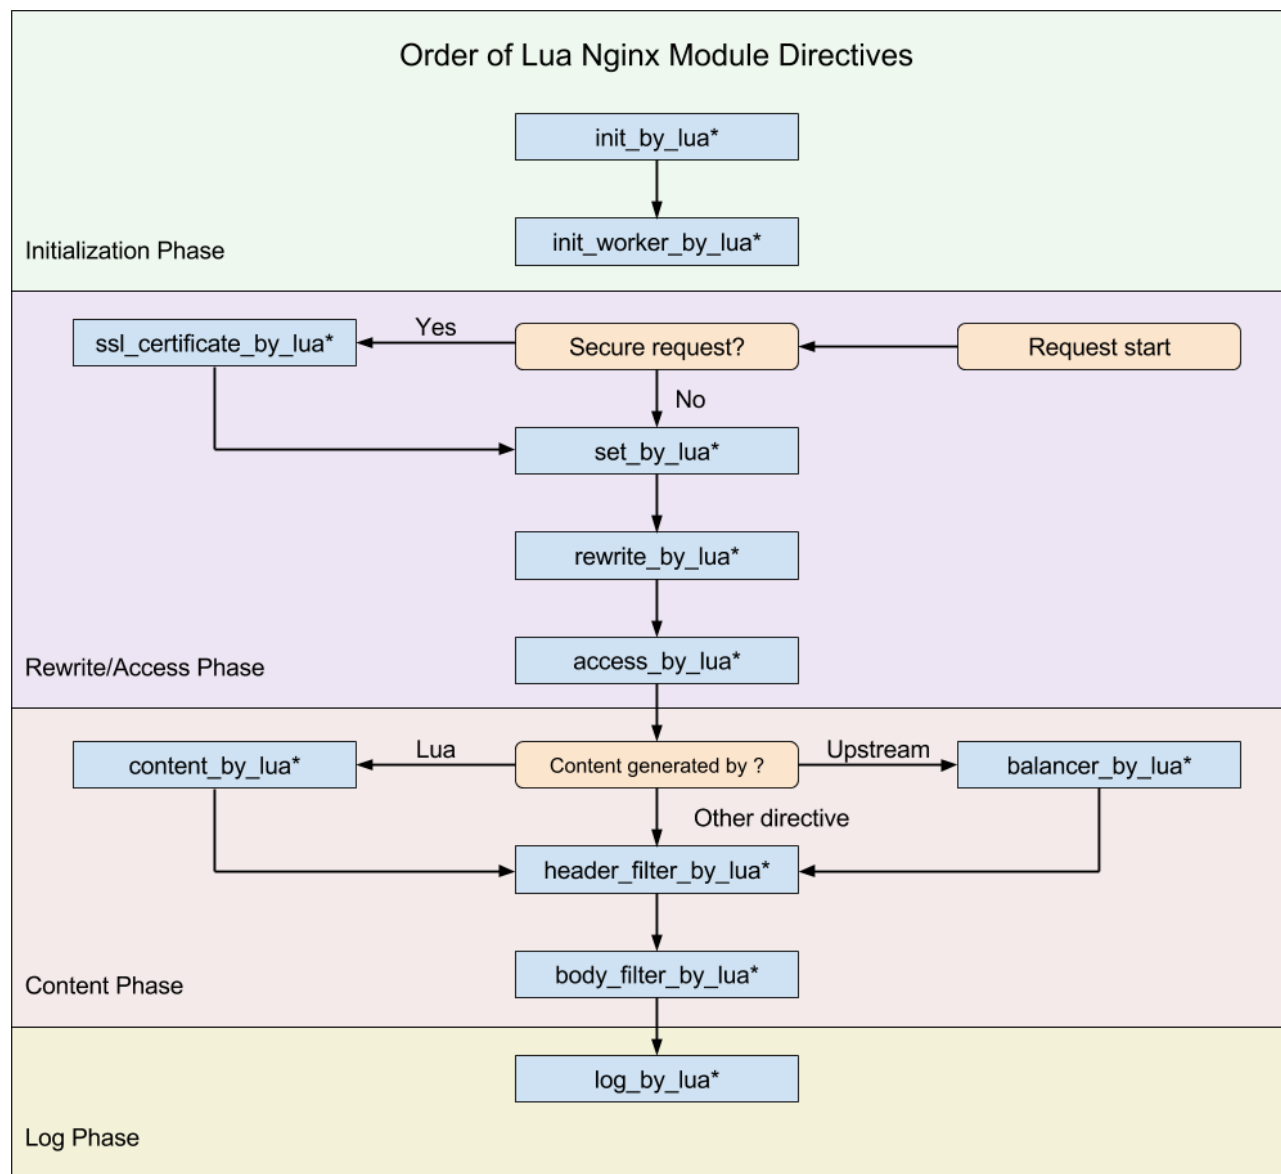 Order of Lua Nginx Module Directives
init_by_lua*
init_worker_by_lua*
Initialization Phase
ssl_certificate_by_lua*
Yes
Secure request?
Request start
No
set_by_lua*
rewrite_by_lua*
access_by_lua*
Rewrite/Access Phase
content_by_lua*
Lua
Content generated by ?
Upstream
balancer_by_lua*
Other directive
header_filter_by_lua*
body_filter_by_lua*
Content Phase
log_by_lua*
Log Phase